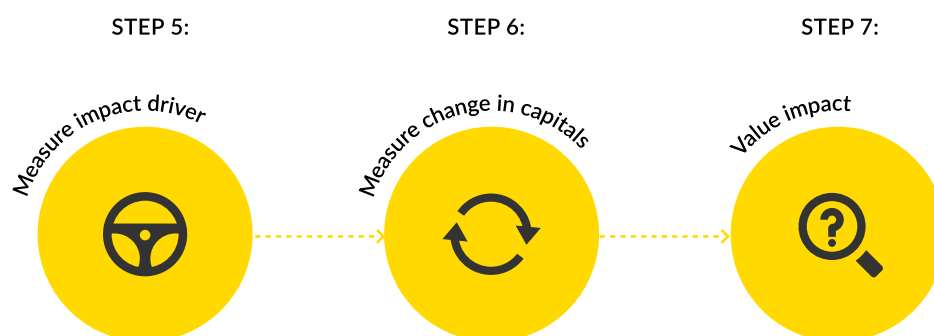 STEP 5:
STEP 6:
STEP 7:
Measure impact driver
Measure change in capitals
Value impact
?